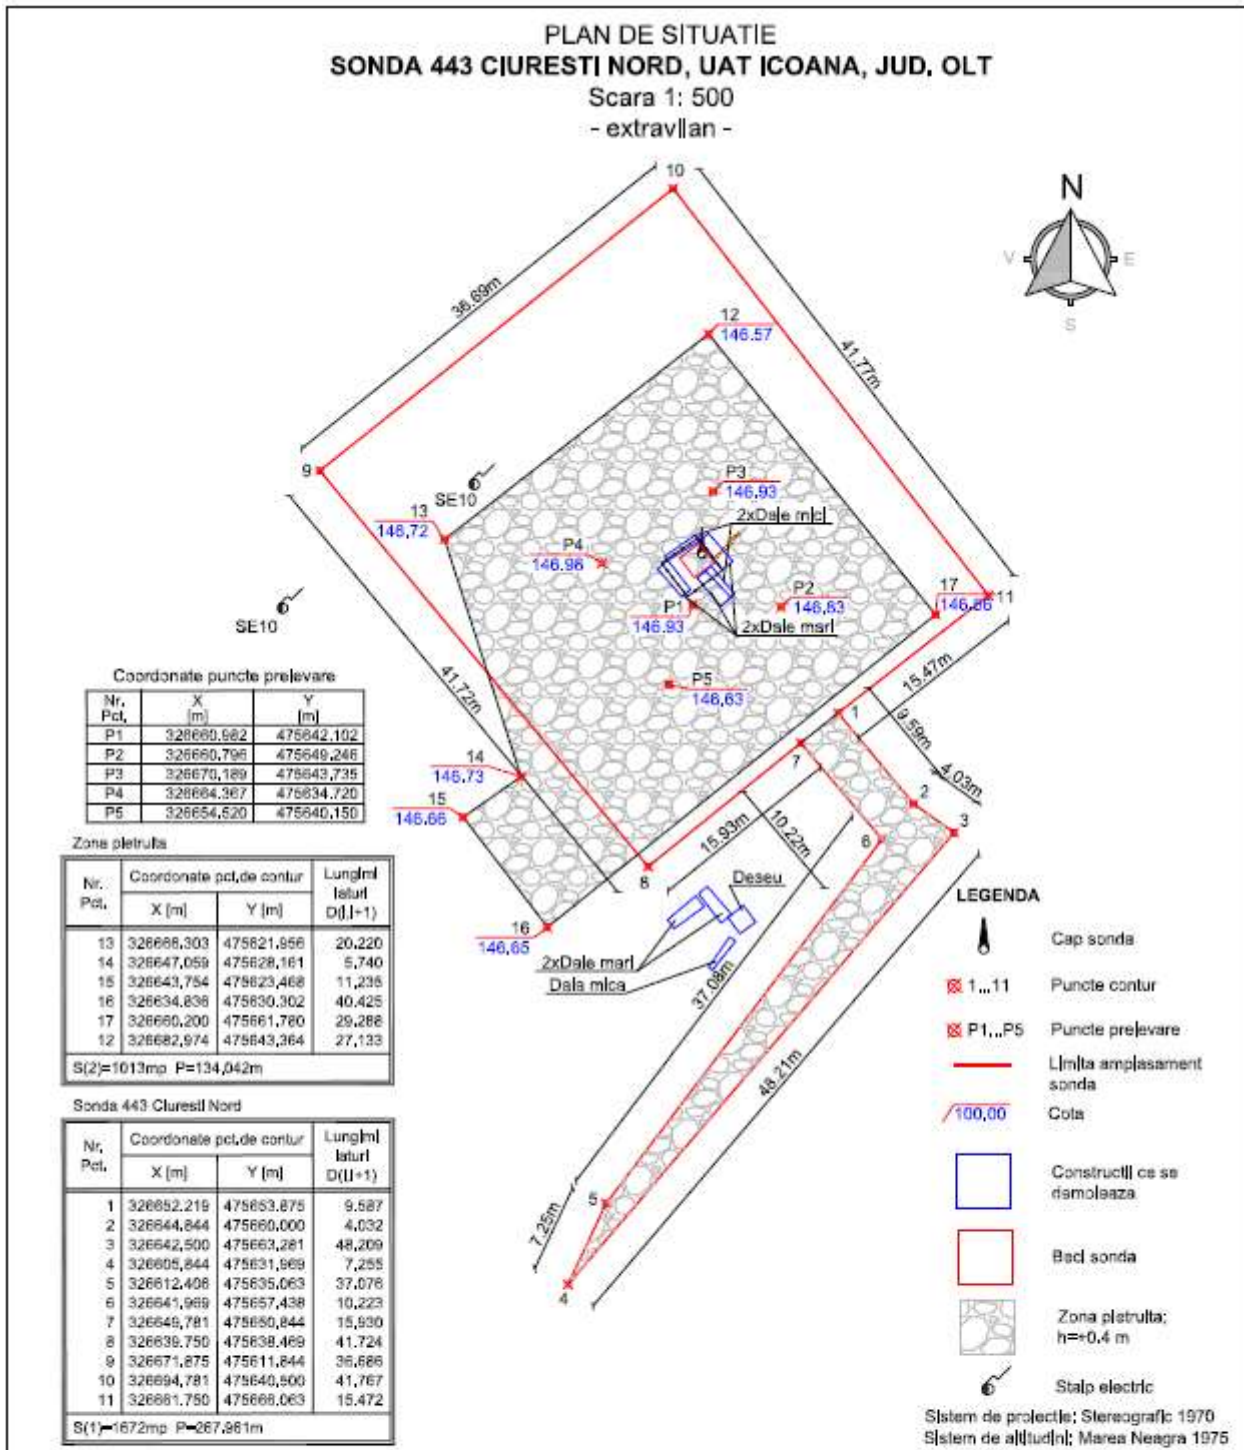 PLAN DE SITUATIE
SONDA 443 CIURESTI NORD, UAT ICOANA, JUD. OLT
Scara 1: 500
- extravilan -
10
N
V
E
S
36.69m
12
146.57
41.77m
9
P3
146.93
SE10
13
146.72
2xDale mici
P4
146.96
17
146.86
11
P2
146.83
P1
146.93
2xDale mari
SE10
15.47m
41.72m
P5
146.63
1
9.59m
4.03m
7
2
3
14
146.73
15
146.66
15.93m
10.22m
6
8
Deseu
16
146.65
2xDale mari
Dala mica
37.08m
48.21m
7.25m
5
4
Coordonate puncte prelevare
Nr. Pct. X [m] Y [m]
P1 326660.982 475642.102
P2 326660.796 475649.246
P3 326670.189 475643.735
P4 326664.367 475634.720
P5 326654.520 475640.150
Zona pietruita
Nr. Pct. Coordonate pct.de contur Lungimi laturi D(i,i+1)
X [m] Y [m]
13 326666.303 475621.956 20.220
14 326647.059 475628.161 5.740
15 326643.754 475623.468 11.235
16 326634.836 475630.302 40.425
17 326660.200 475661.780 29.288
12 326682.974 475643.364 27.133
S(2)=1013mp P=134.042m
Sonda 443 Ciuresti Nord
Nr. Pct. Coordonate pct.de contur Lungimi laturi D(i,i+1)
X [m] Y [m]
1 326652.219 475653.875 9.587
2 326644.844 475660.000 4.032
3 326642.500 475663.281 48.209
4 326605.844 475631.969 7.255
5 326612.406 475635.063 37.076
6 326641.969 475657.438 10.223
7 326649.781 475650.844 15.930
8 326639.750 475638.469 41.724
9 326671.875 475611.844 36.686
10 326694.781 475640.500 41.767
11 326661.750 475666.063 15.472
S(1)=1672mp P=267.961m
LEGENDA
Cap sonda
1...11 Puncte contur
P1...P5 Puncte prelevare
Limita amplasament
sonda
100.00 Cota
Constructii ce se
demoleaza
Beci sonda
Zona pietruita;
h=+0.4 m
Stalp electric
Sistem de proiectie: Stereografic 1970
Sistem de altitudini: Marea Neagra 1975